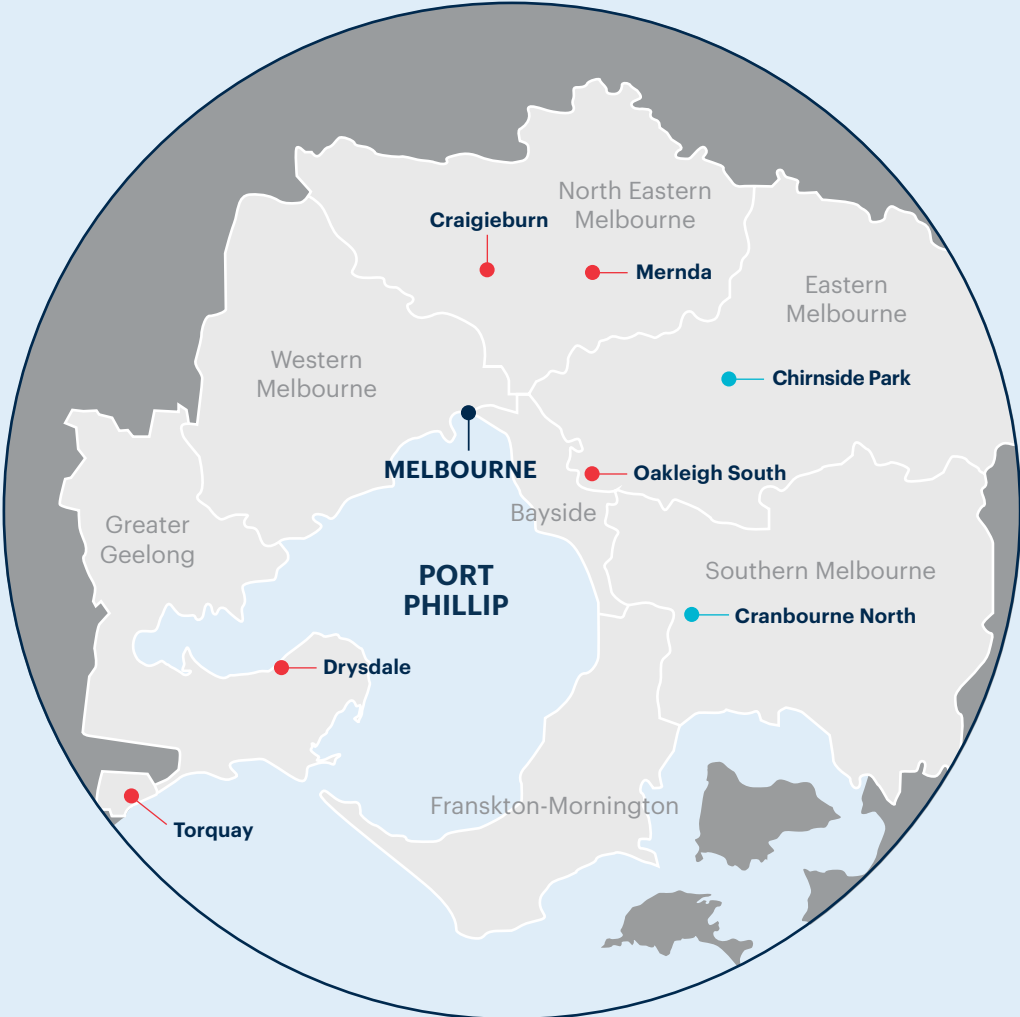 North Eastern
Melbourne
Craigieburn
Mernda
Eastern
Melbourne
Western
Melbourne
Chirnside Park
MELBOURNE
Oakleigh South
Bayside
Greater
Geelong
Southern Melbourne
PORT
PHILLIP
Cranbourne North
Drysdale
Franskton-Mornington
Torquay